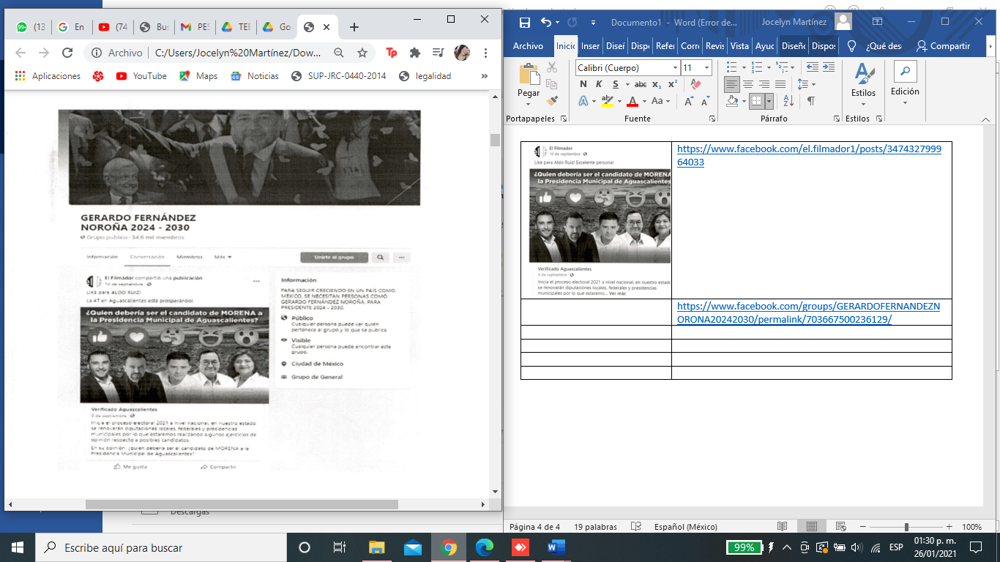 (13
En
(74
Bus
PES
TEE
Go
Archivo
C:/Users/Jocelyn%20Martínez/Dow...
Aplicaciones
YouTube
Maps
Noticias
SUP-JRC-0440-2014
legalidad
»
GERARDO FERNÁNDEZ
NOROÑA 2024 - 2030
Grupo público · 34,6 mil miembros
Información Conversación Miembros Más
Unirte al grupo
El Filmador compartió una publicación.
10 de septiembre
LIKE para ALDO RUIZ!
La 4T en Aguascalientes está prosperando!
¿Quien debería ser el candidato de MORENA a
la Presidencia Municipal de Aguascalientes?
Verificado Aguascalientes
9 de septiembre
Inicia el proceso electoral 2021 a nivel nacional, en nuestro estado
se renovarán diputaciones locales, federales y presidencias
municipales por lo que estaremos realizando algunos ejercicios de
opinión respecto a posibles candidatos.
En su opinión, ¿quien debería ser el candidato de MORENA a la
Presidencia Municipal de Aguascalientes?
Me gusta
Compartir
Información
PARA SEGUIR CRECIENDO EN UN PAÍS COMO
MÉXICO, SE NECESITAN PERSONAS COMO
GERARDO FERNÁNDEZ NOROÑA, PARA
PRESIDENTE 2024 - 2030.
Público
Cualquier persona puede ver quién
pertenece al grupo y lo que se publica.
Visible
Cualquier persona puede encontrar este
grupo.
Ciudad de México
Grupo de General
Descargas
Documento1 - Word (Error de...
Jocelyn Martínez
Archivo
Inicio
Inser
Diseñ
Dispo
Refer
Corre
Revis
Vista
Ayuc
Diseño
Dispos
¿Qué des
Compartir
Pegar
Portapapeles
Calibri (Cuerpo)
11
N K S abc x₂ x²
A Aa A A
Fuente
Párrafo
Estilos
Estilos
Edición
El Filmador
10 de septiembre
Like para Aldo Ruiz! Excelente persona!
¿Quien debería ser el candidato de MORENA
la Presidencia Municipal de Aguascalientes
Verificado Aguascalientes
9 de septiembre
Inicia el proceso electoral 2021 a nivel nacional, en nuestro estado
se renovarán diputaciones locales, federales y presidencias
municipales por lo que estaremo... Ver más
https://www.facebook.com/el.filmador1/posts/3474327999
64033
https://www.facebook.com/groups/GERARDOFERNANDEZN
ORONA20242030/permalink/703667500236129/
Página 4 de 4
19 palabras
Español (México)
100%
Escribe aquí para buscar
99%
ESP
01:30 p. m.
26/01/2021